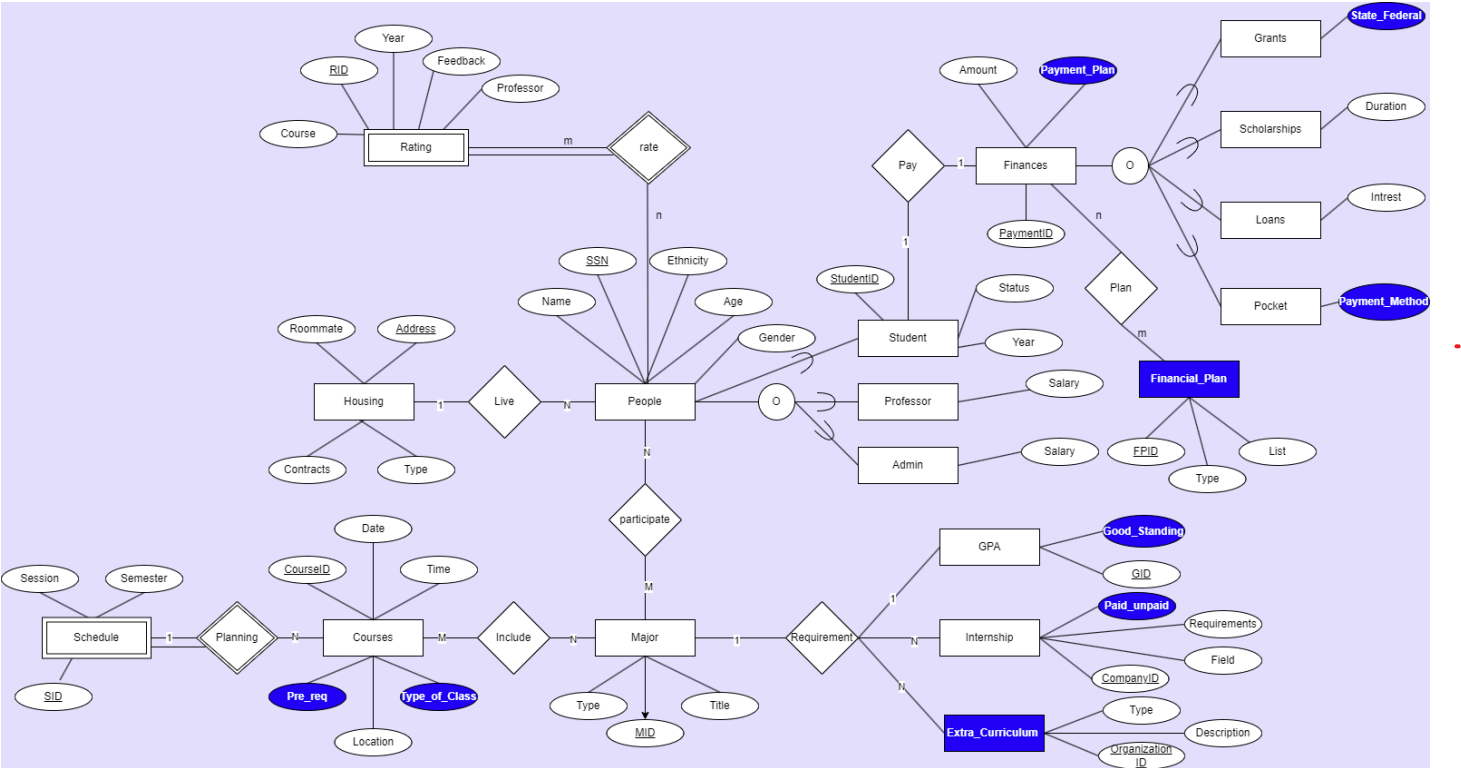 State_Federal
Grants
Year
Feedback
RID
Professor
Course
Rating
m
rate
n
Amount
Payment_Plan
Pay
1
Finances
O
1
PaymentID
n
Scholarships
Duration
Loans
Intrest
Pocket
Payment_Method
Plan
m
Financial_Plan
FPID
Type
List
SSN
Ethnicity
Name
Age
Gender
StudentID
Status
Student
Year
Roommate
Address
Housing
1
Live
N
People
O
Professor
Salary
Admin
Salary
Contracts
Type
N
participate
M
Date
CourseID
Time
Session
Semester
Schedule
1
Planning
N
Courses
M
Include
N
Major
1
Requirement
SID
Pre_req
Type_of_Class
Location
Type
Title
MID
1
N
N
GPA
Good_Standing
GID
Internship
Paid_unpaid
Requirements
Field
CompanyID
Extra_Curriculum
Type
Description
Organization
ID